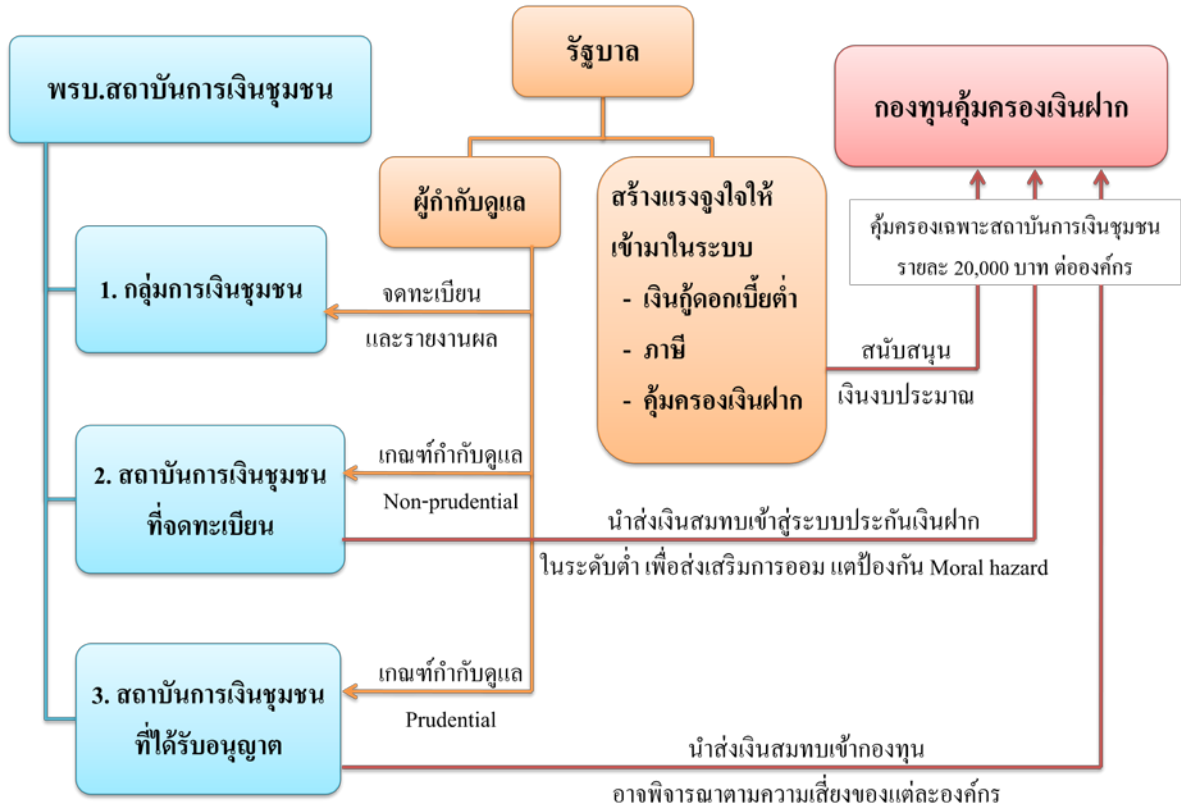 รัฐบาล
พรบ.สถาบันการเงินชุมชน
กองทุนคุ้มครองเงินฝาก
ผู้กำกับดูแล
สร้างแรงจูงใจให้
เข้ามาในระบบ
- เงินกู้ดอกเบี้ยต่ำ
- ภาษี
- คุ้มครองเงินฝาก
คุ้มครองเฉพาะสถาบันการเงินชุมชน
รายละ 20,000 บาท ต่อองค์กร
1. กลุ่มการเงินชุมชน
จดทะเบียน
และรายงานผล
สนับสนุน
เงินงบประมาณ
2. สถาบันการเงินชุมชน
ที่จดทะเบียน
เกณฑ์กำกับดูแล
Non-prudential
นำส่งเงินสมทบเข้าสู่ระบบประกันเงินฝาก
ในระดับต่ำ เพื่อส่งเสริมการออม แตป้องกัน Moral hazard
3. สถาบันการเงินชุมชน
ที่ได้รับอนุญาต
เกณฑ์กำกับดูแล
Prudential
นำส่งเงินสมทบเข้ากองทุน
อาจพิจารณาตามความเสี่ยงของแต่ละองค์กร